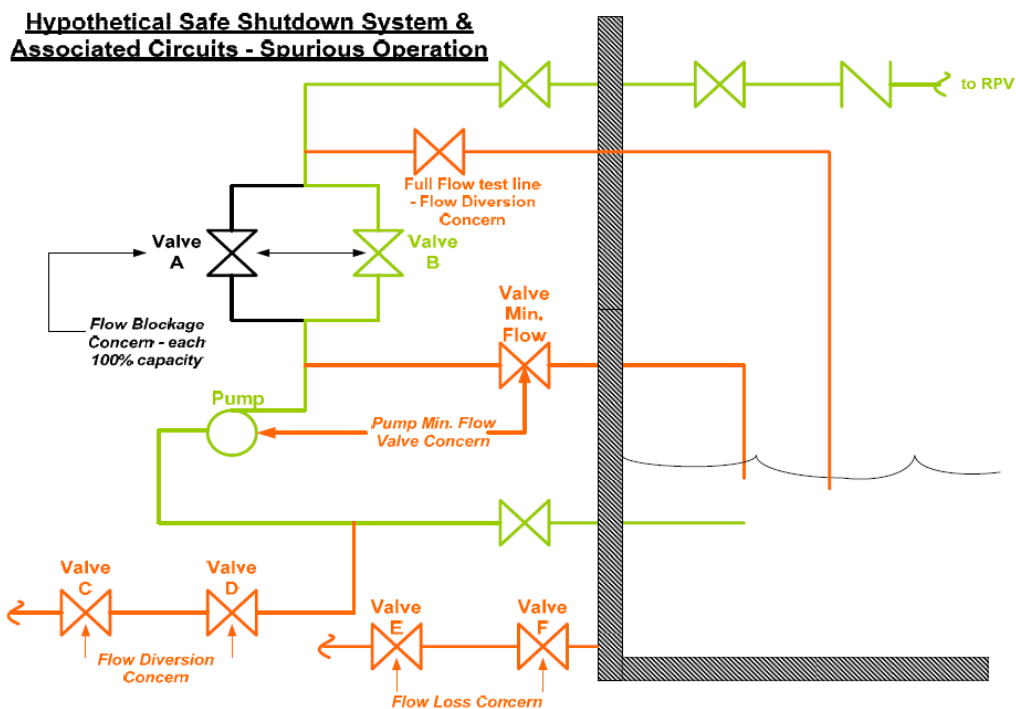 Hypothetical Safe Shutdown System &
Associated Circuits - Spurious Operation
to RPV
Full Flow test line
- Flow Diversion
Concern
Valve
A
Valve
B
Flow Blockage
Concern - each
100% capacity
Valve
Min.
Flow
Pump
Pump Min. Flow
Valve Concern
Valve
C
Valve
D
Flow Diversion
Concern
Valve
E
Valve
F
Flow Loss Concern